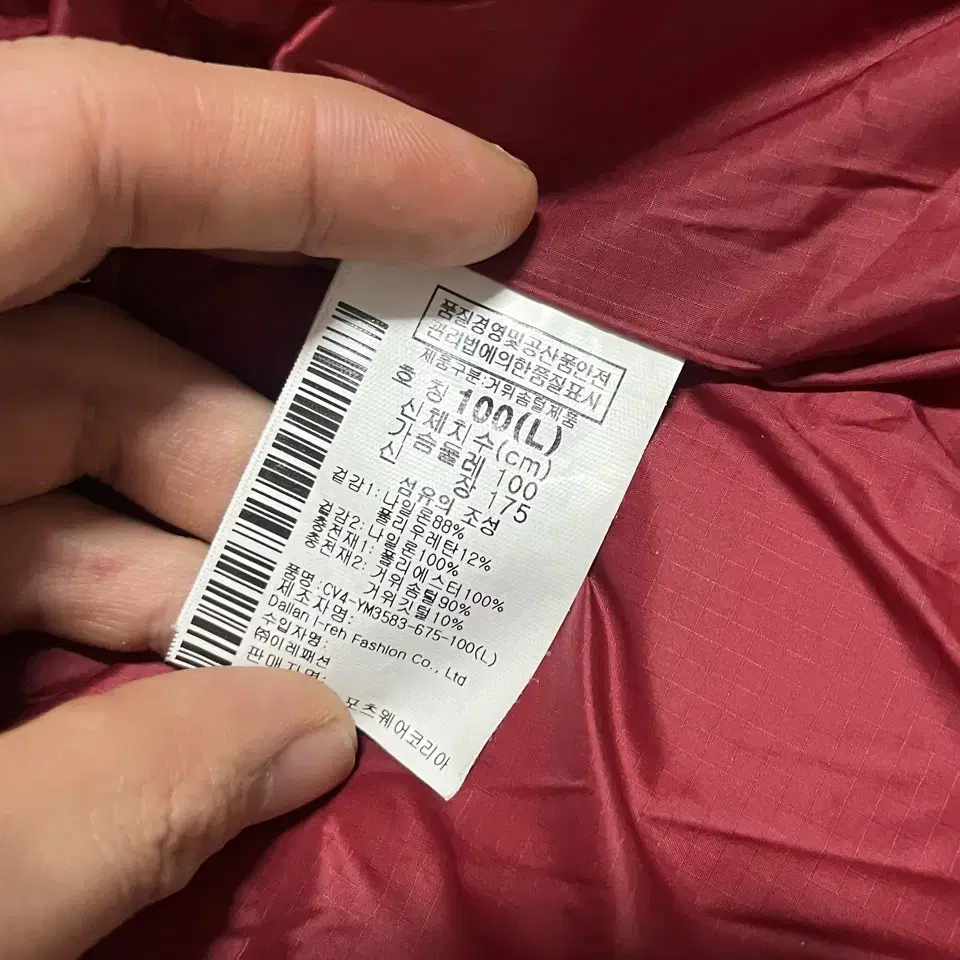 품질경영및공산품안전
관리법에의한품질표시
제품구분:거위솜털제품
호 칭 100(L)
신체치수(cm)
가슴둘레 100
신 장 175
섬유의 조성
겉감1: 나일론88%
폴리우레탄12%
겉감2: 나일론100%
충전재1: 폴리에스터100%
충전재2: 거위솜털90%
거위깃털10%
품명:CV4-YM3583-675-100(L)
제조자명:
Dalian I-reh Fashion Co., Ltd
수입자명:
㈜이레패션
판매자명:
포츠웨어코리아